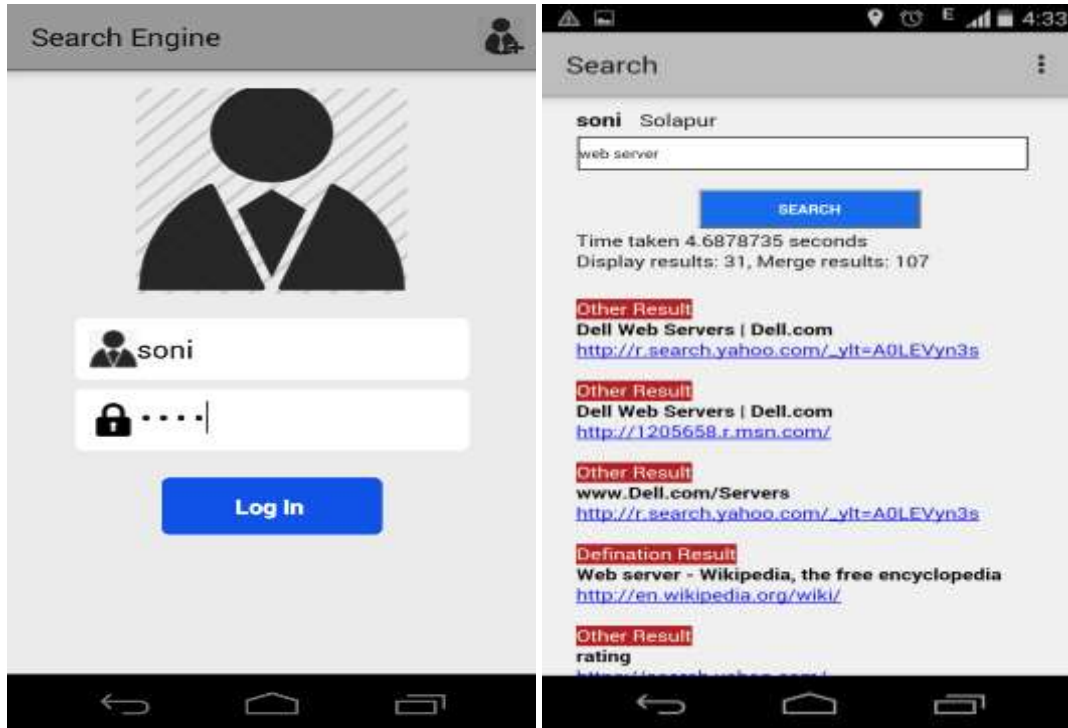 Search Engine
soni
Log In
E 4:33
Search
soni Solapur
web server
SEARCH
Time taken 4.6878735 seconds
Display results: 31, Merge results: 107
Other Result
Dell Web Servers | Dell.com
http://r.search.yahoo.com/_ylt=A0LEVyn3s
Other Result
Dell Web Servers | Dell.com
http://1205658.r.msn.com/
Other Result
www.Dell.com/Servers
http://r.search.yahoo.com/_ylt=A0LEVyn3s
Defination Result
Web server - Wikipedia, the free encyclopedia
http://en.wikipedia.org/wiki/
Other Result
rating